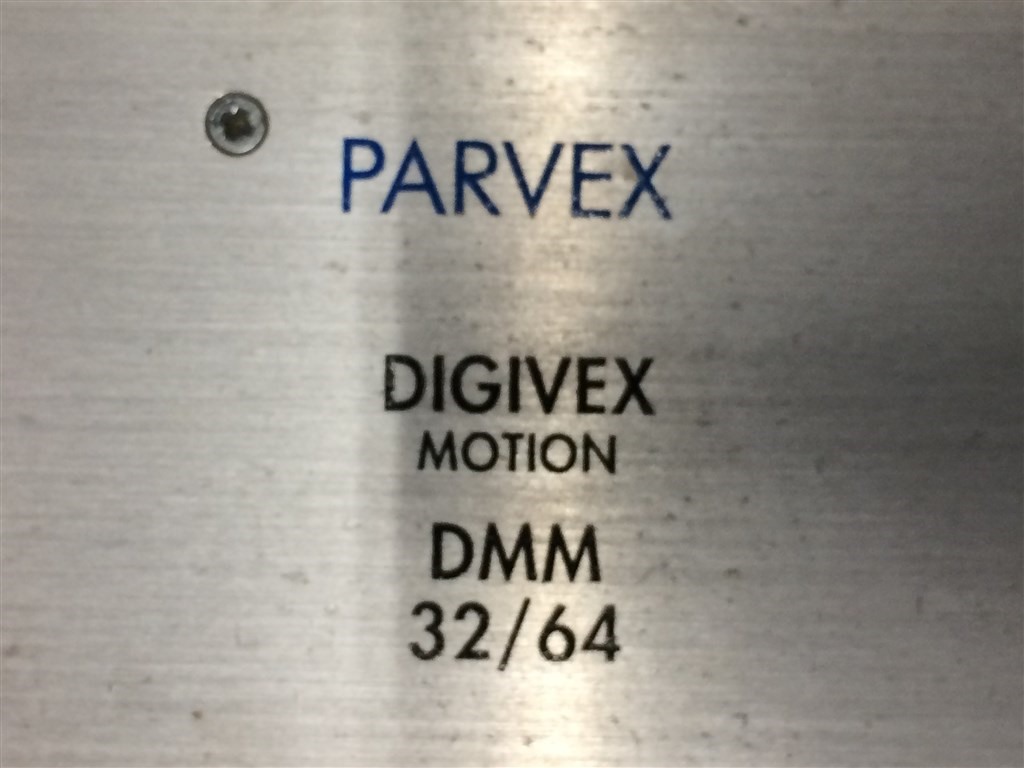 PARVEX
DIGIVEX
MOTION
DMM
32/64